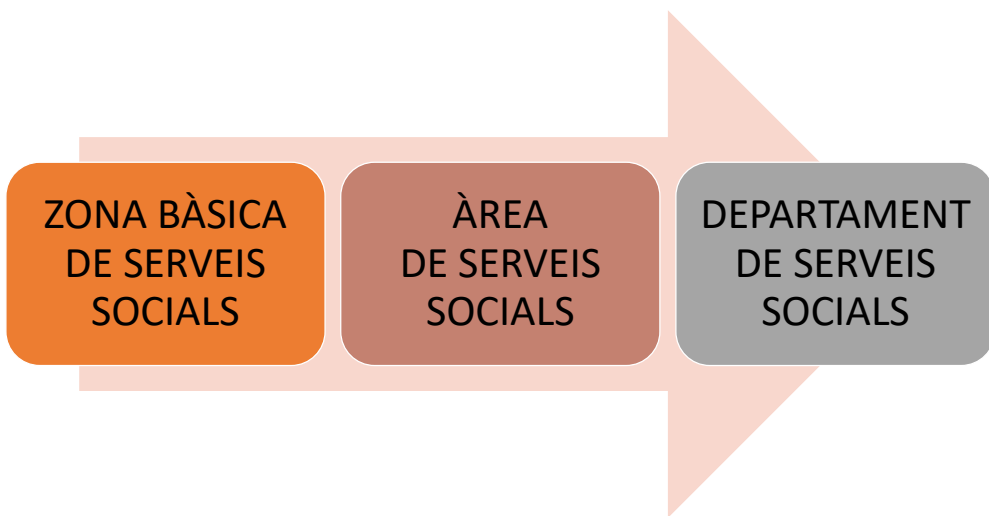 ZONA BÀSICA
DE SERVEIS
SOCIALS
ÀREA
DE SERVEIS
SOCIALS
DEPARTAMENT
DE SERVEIS
SOCIALS